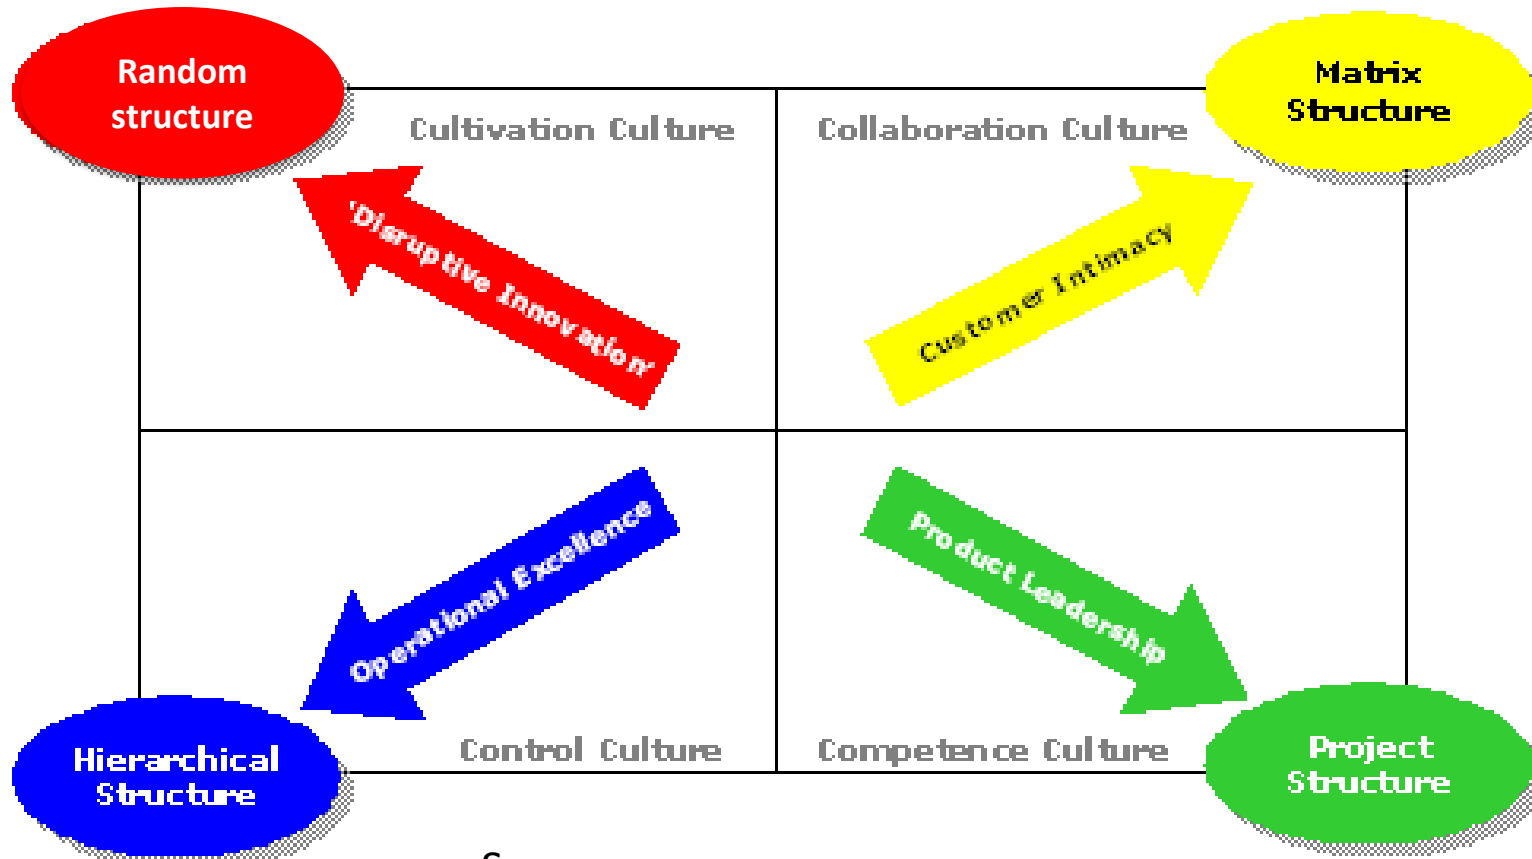 Random
structure
Matrix
Structure
Cultivation Culture
Collaboration Culture
'Disruptive Innovation'
Customer Intimacy
Operational Excellence
Product Leadership
Control Culture
Competence Culture
Hierarchical
Structure
Project
Structure